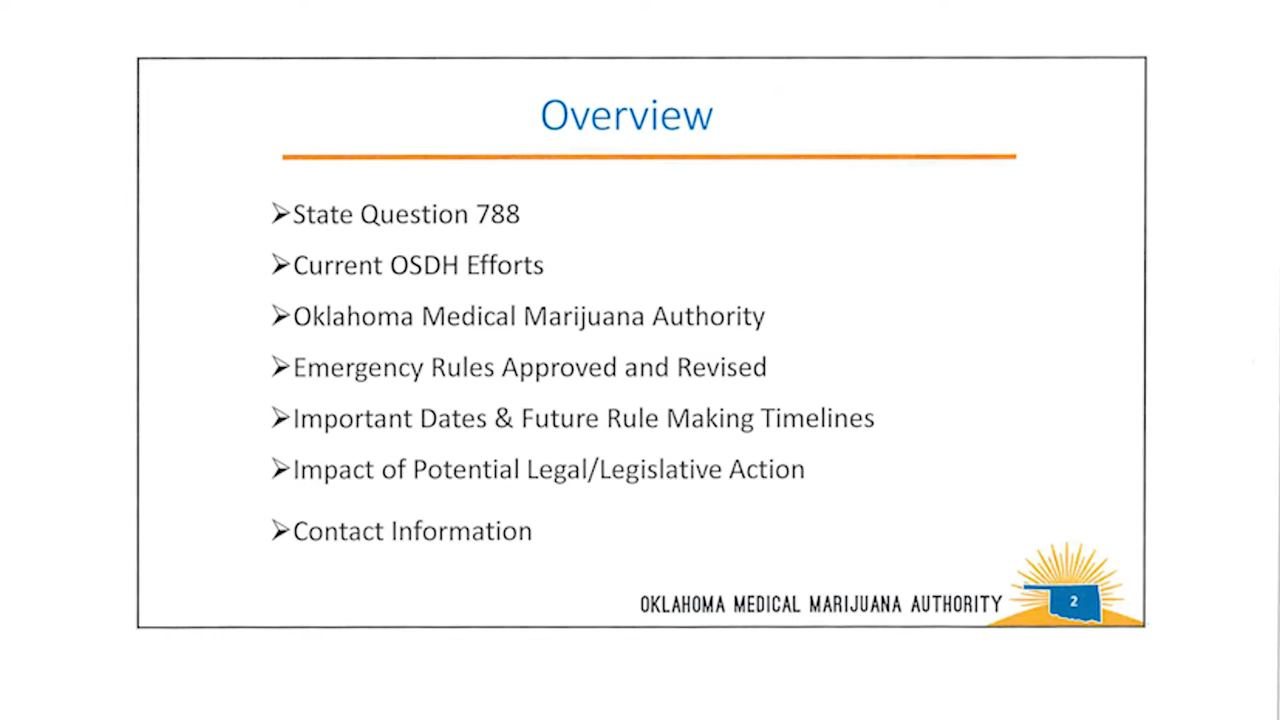 Overview
➢State Question 788
➢Current OSDH Efforts
➢Oklahoma Medical Marijuana Authority
➢Emergency Rules Approved and Revised
➢Important Dates & Future Rule Making Timelines
➢Impact of Potential Legal/Legislative Action
➢Contact Information
OKLAHOMA MEDICAL MARIJUANA AUTHORITY 2